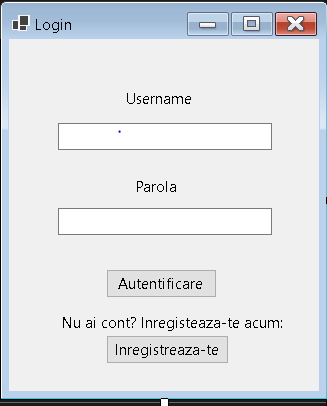 Login
Username
Parola
Autentificare
Nu ai cont? Inregisteaza-te acum:
Inregistreaza-te